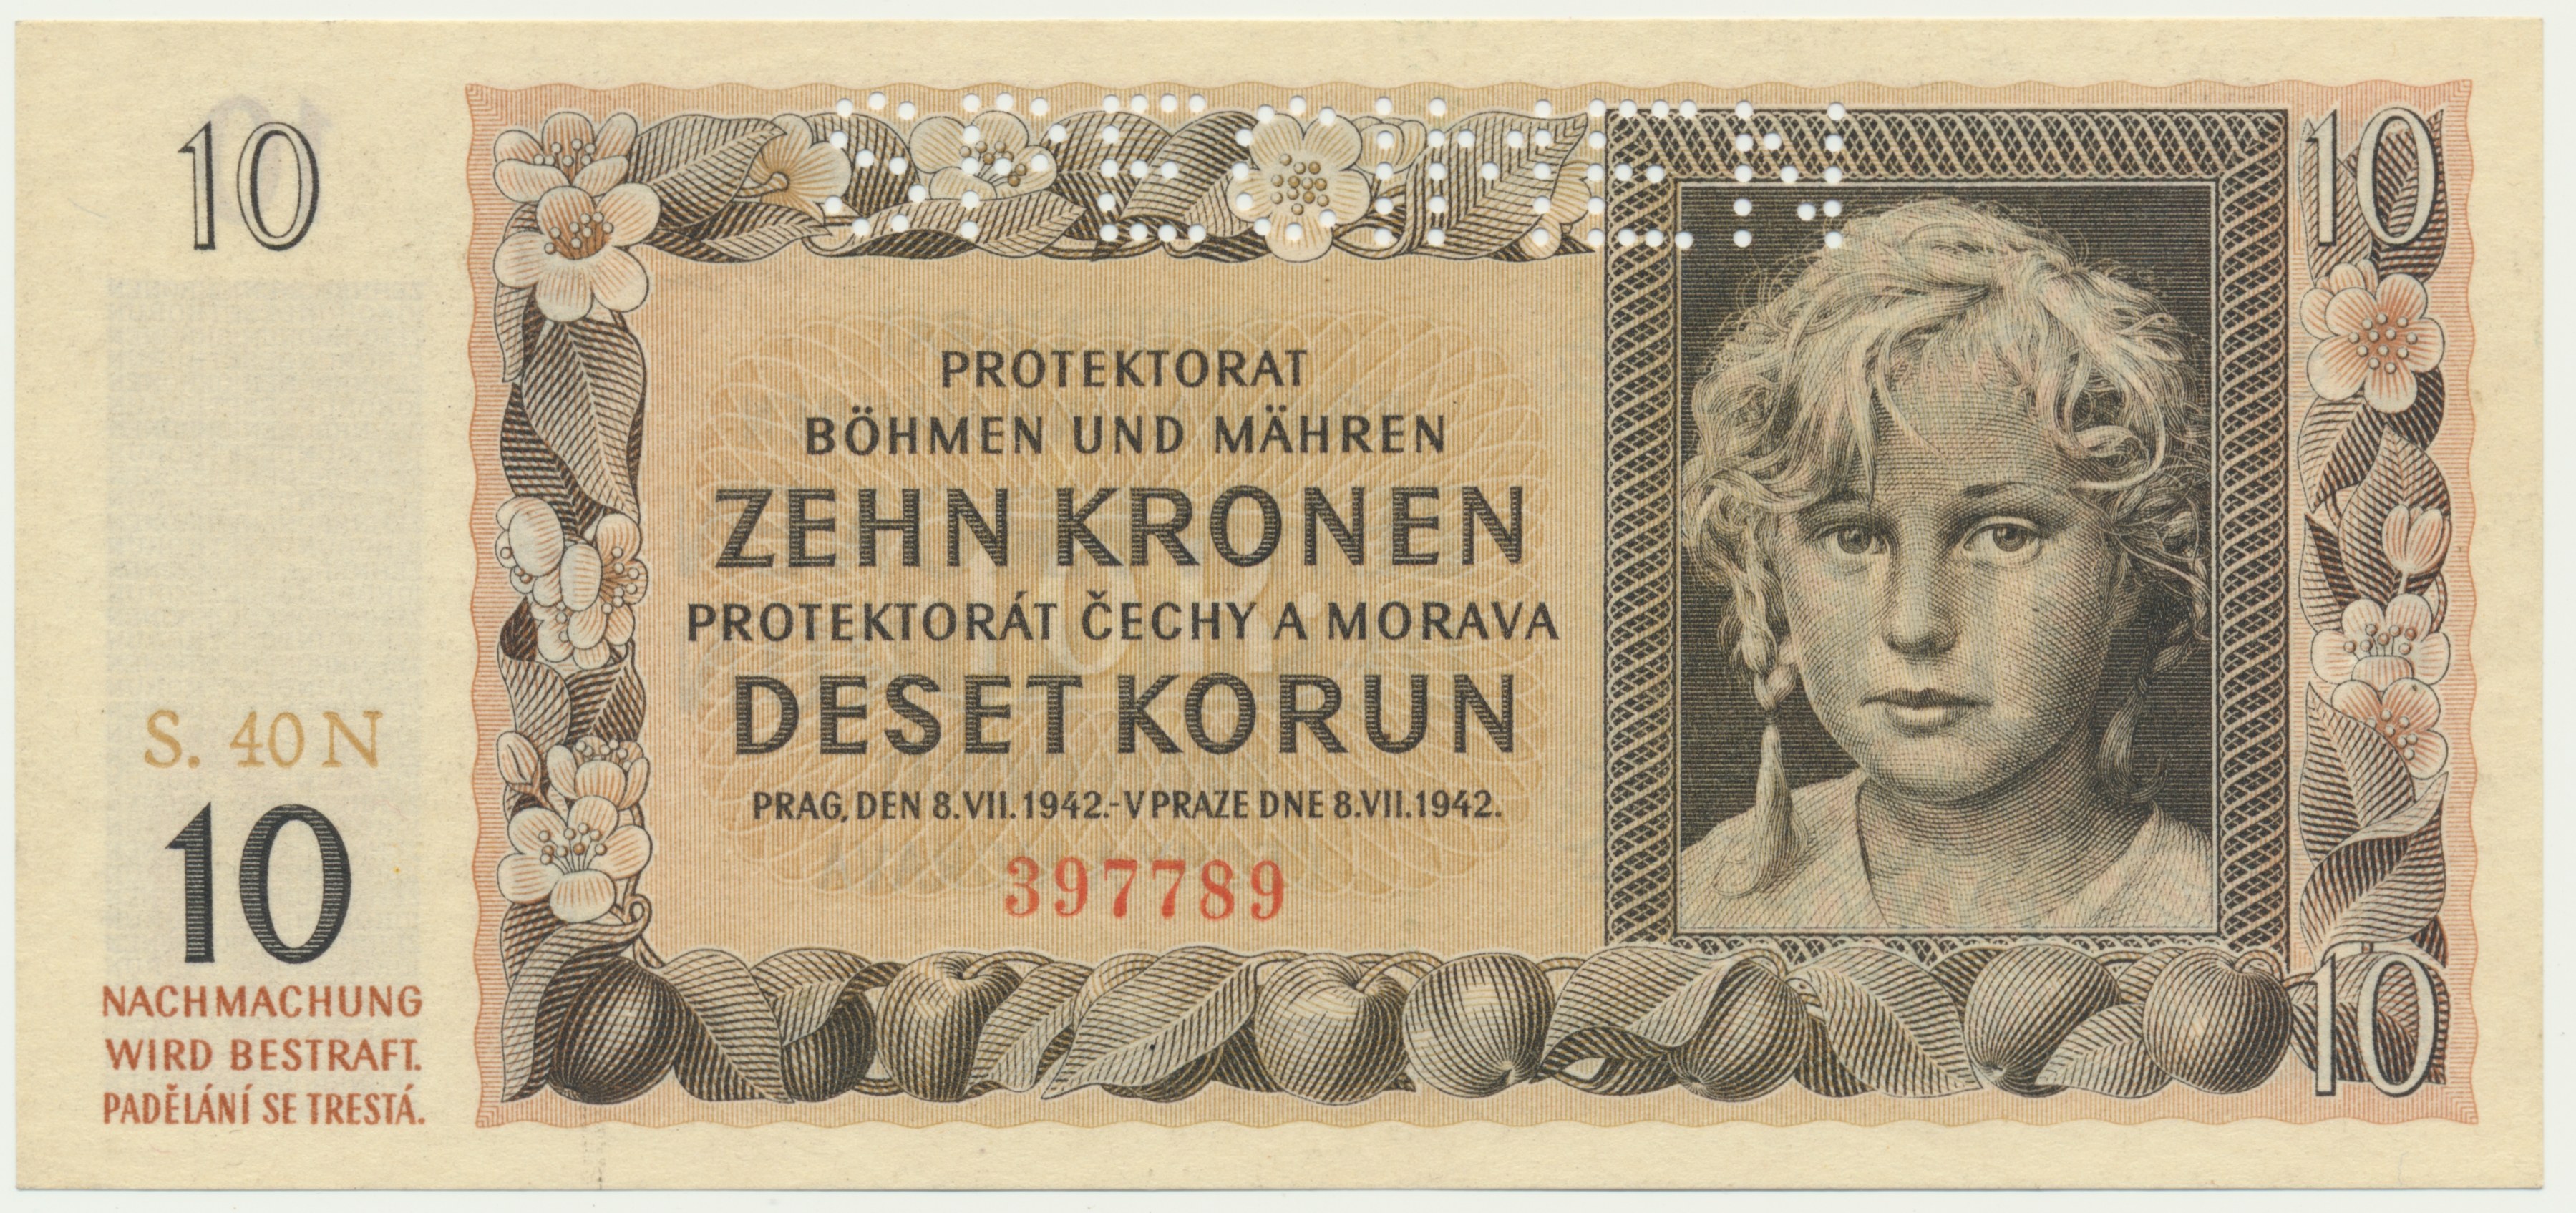 SPECIMEN
10
S. 40 N
10
NACHMACHUNG
WIRD BESTRAFT.
PADĚLÁNÍ SE TRESTÁ.
PROTEKTORAT
BÖHMEN UND MÄHREN
ZEHN KRONEN
PROTEKTORÁT ČECHY A MORAVA
DESET KORUN
PRAG, DEN 8.VII.1942.-V PRAZE DNE 8.VII.1942.
397789
10
10